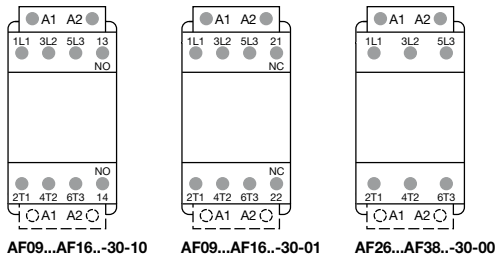 A1 A2
1L1 3L2 5L3 13
NO
NO
2T1 4T2 6T3 14
A1 A2
AF09...AF16..-30-10
A1 A2
1L1 3L2 5L3 21
NC
NC
2T1 4T2 6T3 22
A1 A2
AF09...AF16..-30-01
A1 A2
1L1 3L2 5L3
2T1 4T2 6T3
A1 A2
AF26...AF38..-30-00